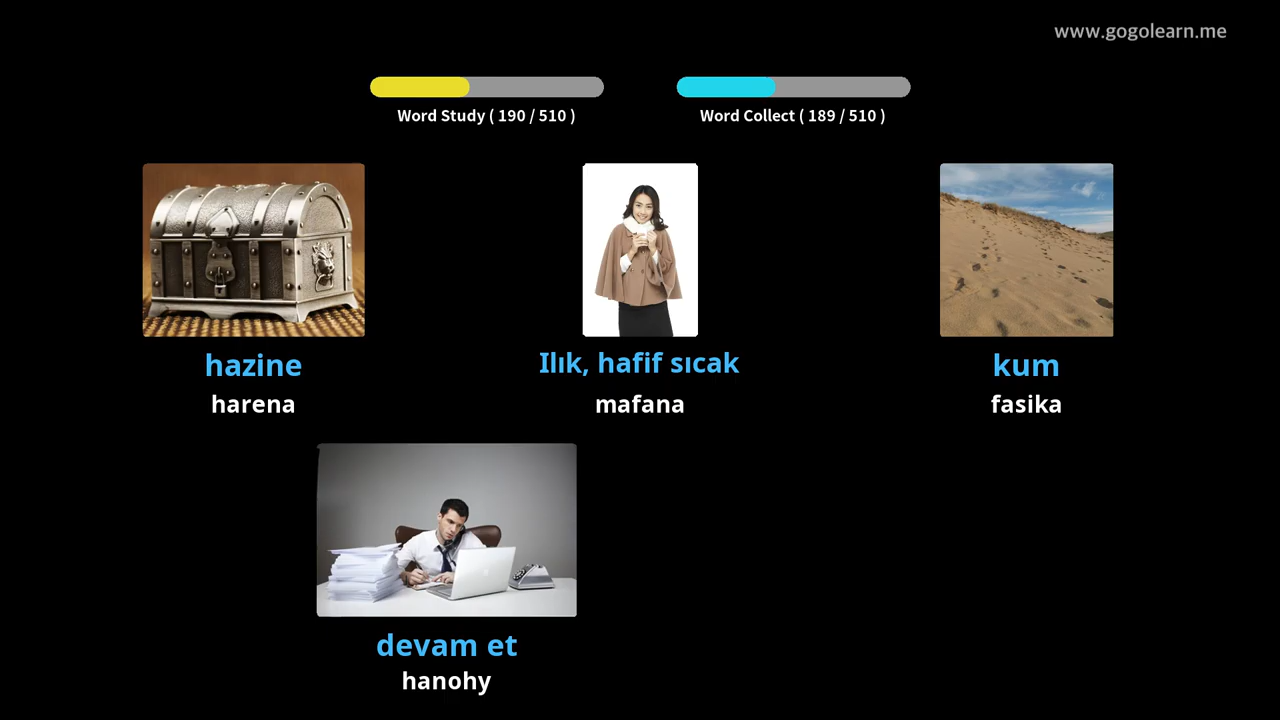 www.gogolearn.me
Word Study ( 190 / 510 )
Word Collect ( 189 / 510 )
hazine
harena
Ilık, hafif sıcak
mafana
kum
fasika
devam et
hanohy